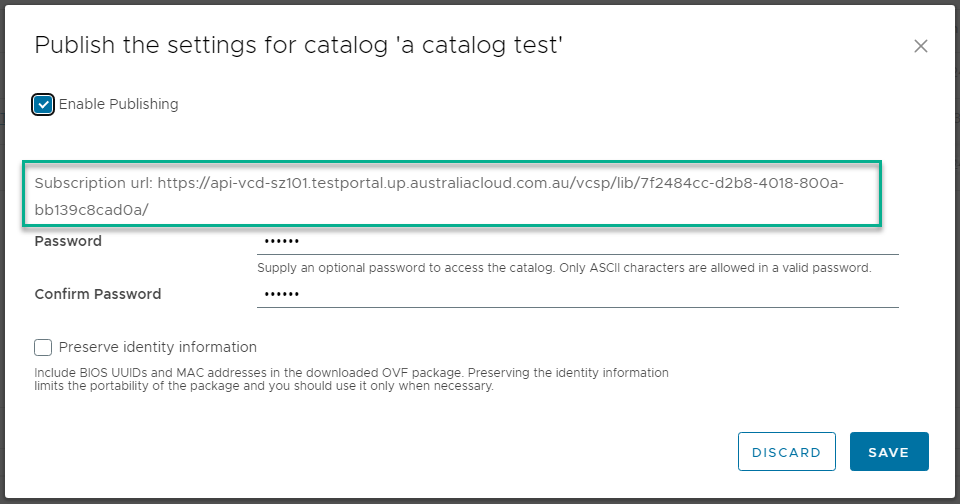 Publish the settings for catalog 'a catalog test'
Enable Publishing
Subscription url: https://api-vcd-sz101.testportal.up.australiacloud.com.au/vcsp/lib/7f2484cc-d2b8-4018-800a-
bb139c8cad0a/
Password ••••••
Supply an optional password to access the catalog. Only ASCII characters are allowed in a valid password.
Confirm Password ••••••
Preserve identity information
Include BIOS UUIDs and MAC addresses in the downloaded OVF package. Preserving the identity information
limits the portability of the package and you should use it only when necessary.
DISCARD SAVE